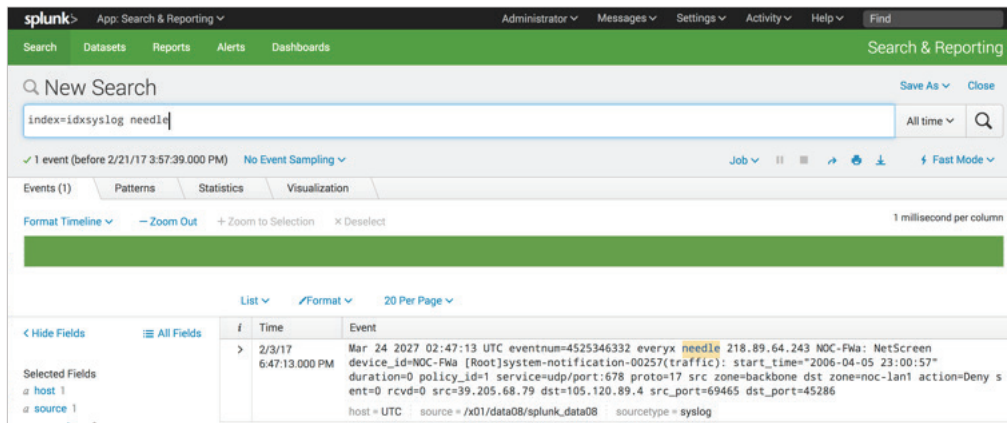 splunk> App: Search & Reporting Administrator Messages Settings Activity Help Find
Search Datasets Reports Alerts Dashboards Search & Reporting
New Search Save As Close
index=idxsyslog needle All time
1 event (before 2/21/17 3:57:39.000 PM) No Event Sampling Job Fast Mode
Events (1) Patterns Statistics Visualization
Format Timeline — Zoom Out + Zoom to Selection × Deselect 1 millisecond per column
List Format 20 Per Page
< Hide Fields All Fields i Time Event
> 2/3/17 Mar 24 2027 02:47:13 UTC eventnum=4525346332 everyx needle 218.89.64.243 NOC-FWa: NetScreen
6:47:13.000 PM device_id=NOC-FWa [Root]system-notification-00257(traffic): start_time="2006-04-05 23:00:57"
Selected Fields duration=0 policy_id=1 service=udp/port:678 proto=17 src zone=backbone dst zone=noc-lan1 action=Deny s
a host 1 ent=0 rcvd=0 src=39.205.68.79 dst=105.120.89.4 src_port=69465 dst_port=45286
a source 1 host = UTC source = /x01/data08/splunk_data08 sourcetype = syslog